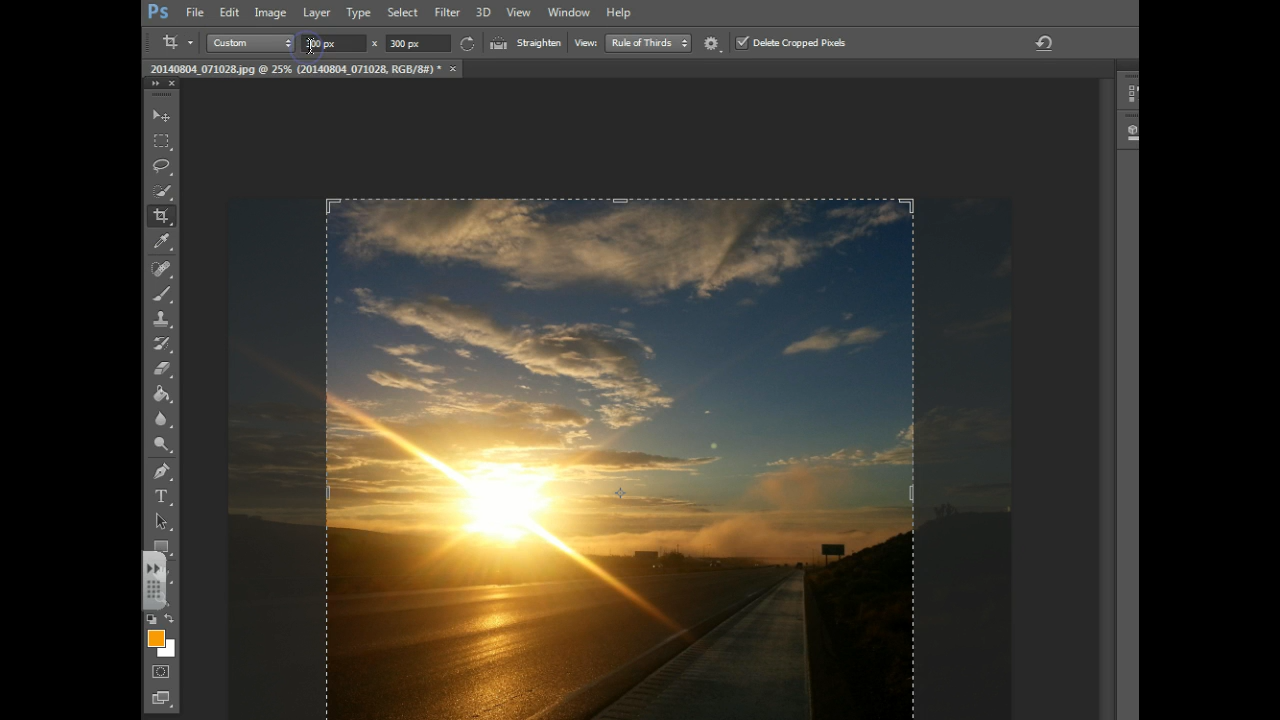 Ps File Edit Image Layer Type Select Filter 3D View Window Help
Custom 300 px x 300 px Straighten View: Rule of Thirds Delete Cropped Pixels
20140804_071028.jpg @ 25% (20140804_071028, RGB/8#) * ×
T